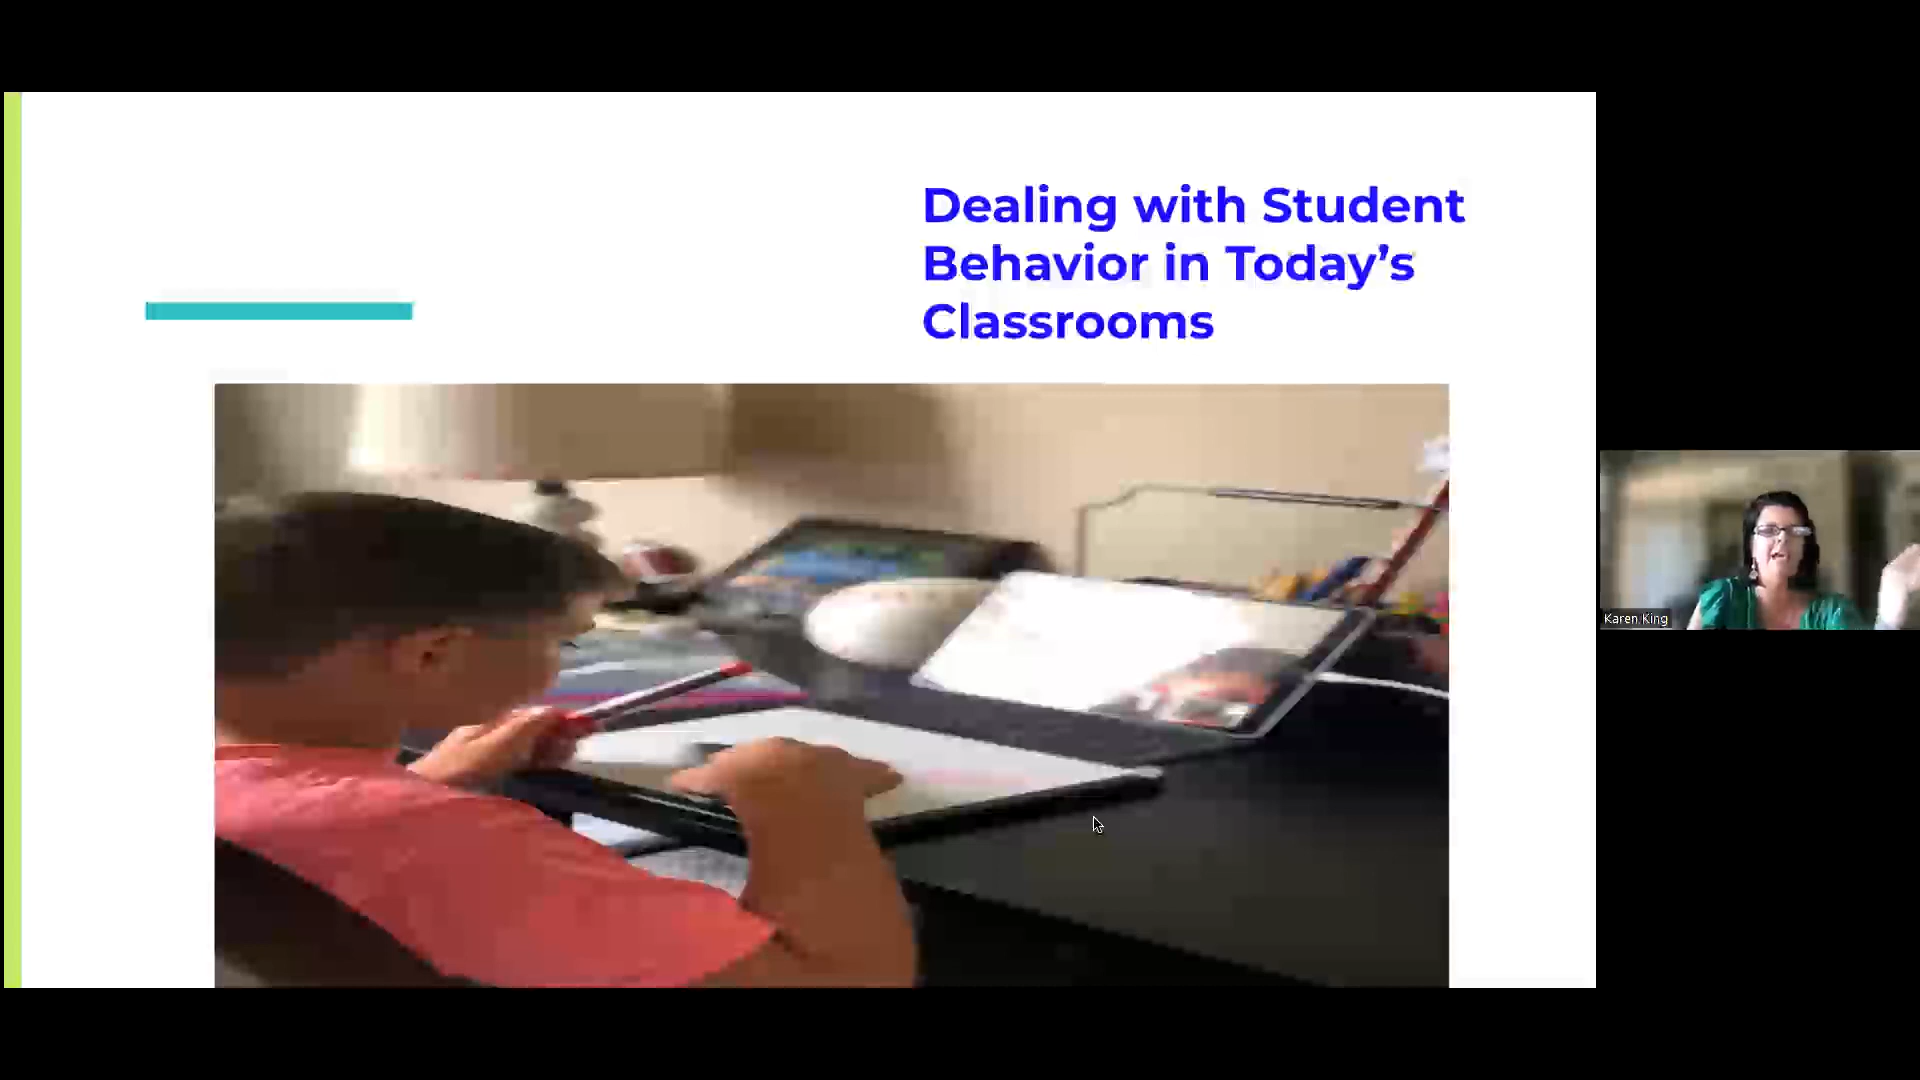 Dealing with Student
Behavior in Today’s
Classrooms
Karen King